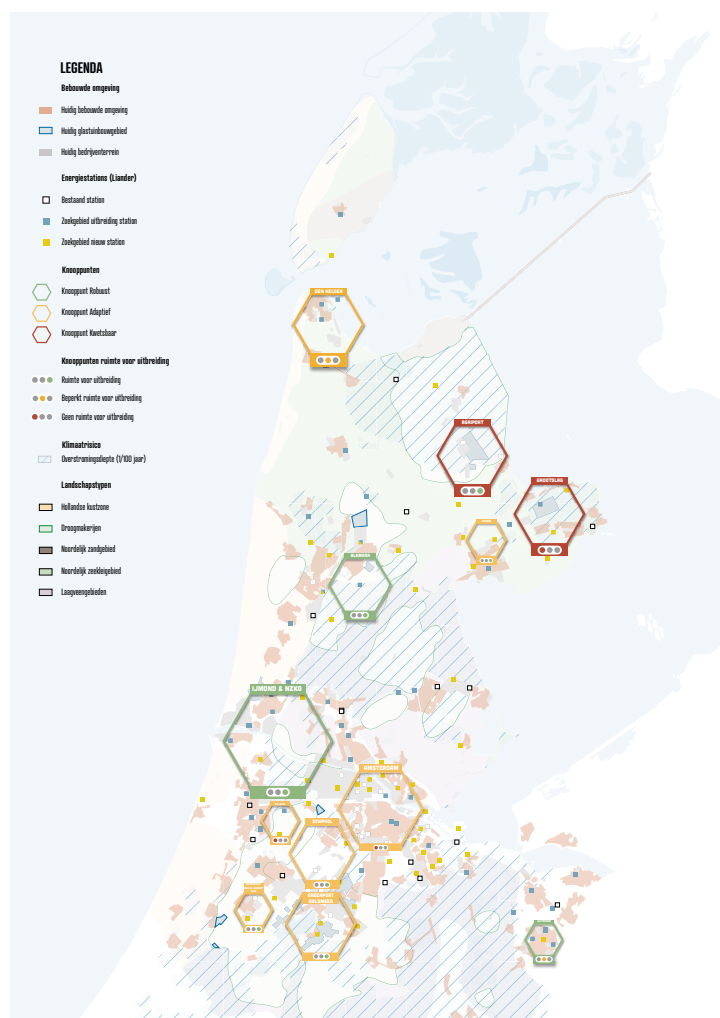 LEGENDA
Bebouwde omgeving
Huidig bebouwde omgeving
Huidig glastuinbouwgebied
Huidig bedrijventerrein
Energiestations (Liander)
Bestaand station
Zoekgebied uitbreiding station
Zoekgebied nieuw station
Knooppunten
Knooppunt Robuust
Knooppunt Adaptief
Knooppunt Kwetsbaar
Knooppunten ruimte voor uitbreiding
Ruimte voor uitbreiding
Beperkt ruimte voor uitbreiding
Geen ruimte voor uitbreiding
Klimaatrisico
Overstromingsdiepte (1/100 jaar)
Landschapstypen
Hollandse kustzone
Droogmakerijen
Noordelijk zandgebied
Noordelijk zeekleigebied
Laagveengebieden
DEN HELDER
AGRIPORT
GROOTSLAG
ALKMAAR
IJMOND & NZKG
AMSTERDAM
SCHIPHOL
GREENPORT
AALSMEER